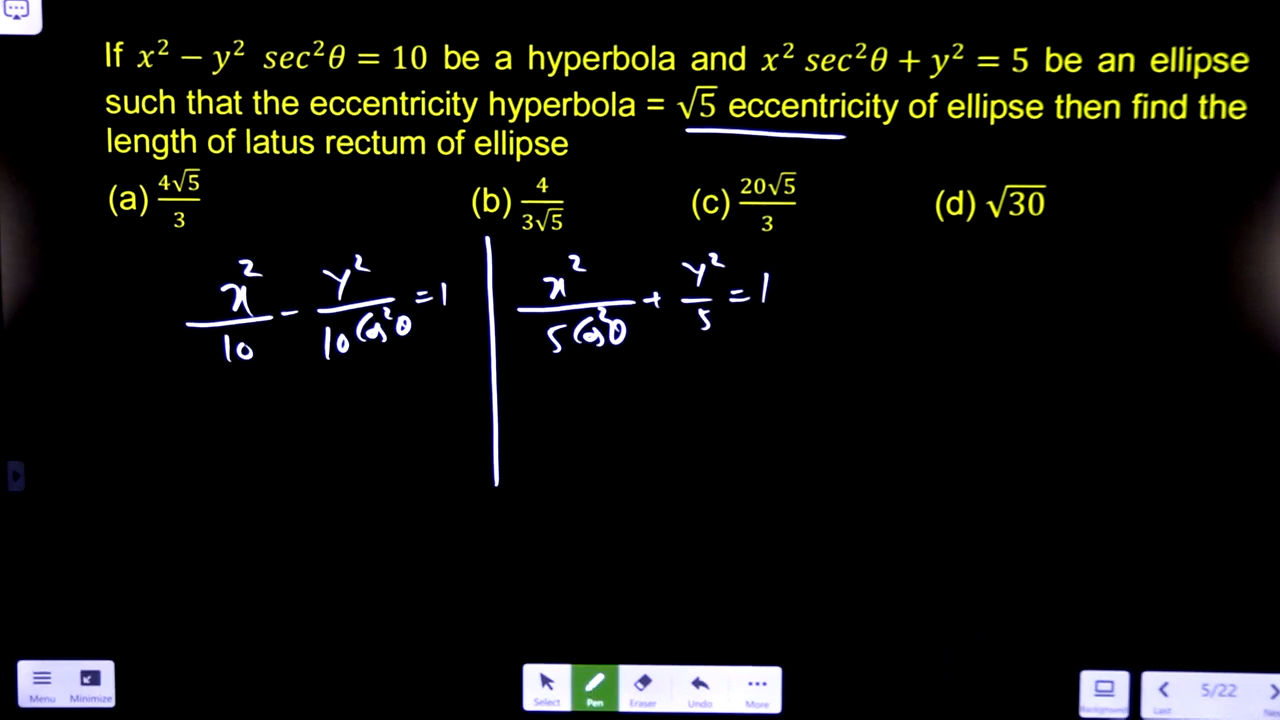 If x² − y² sec²θ = 10 be a hyperbola and x² sec²θ + y² = 5 be an ellipse
such that the eccentricity hyperbola = √5 eccentricity of ellipse then find the
length of latus rectum of ellipse
(a) 4√5/3 (b) 4/3√5 (c) 20√5/3 (d) √30
x²/10 − y²/10 cos²θ = 1 x²/5 cos²θ + y²/5 = 1
Menu Minimize Select Pen Eraser Undo More Background Last 5/22